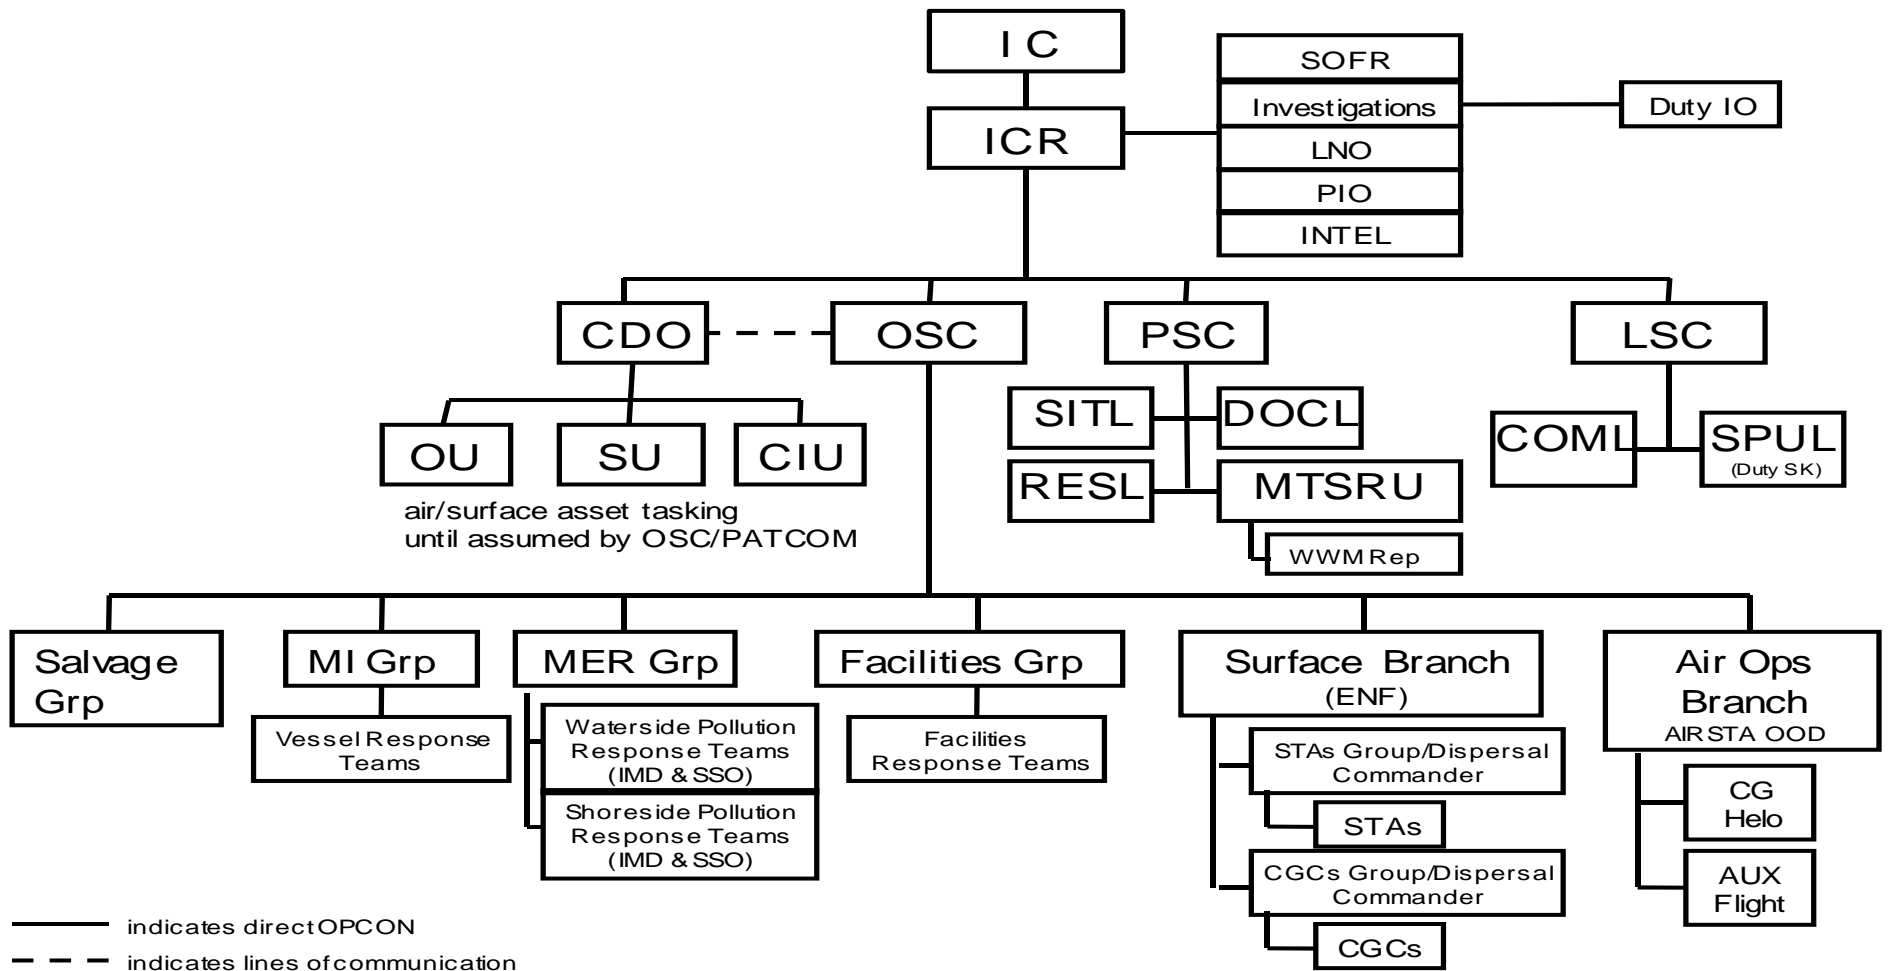 I C
SOFR
Investigations
Duty IO
ICR
LNO
PIO
INTEL
CDO
OSC
PSC
LSC
SITL
DOCL
COML
SPUL
(Duty SK)
OU
SU
CIU
RESL
MTSRU
air/surface asset tasking
until assumed by OSC/PATCOM
WWM Rep
Salvage
Grp
MI Grp
MER Grp
Facilities Grp
Surface Branch
(ENF)
Air Ops
Branch
AIRSTA OOD
Vessel Response
Teams
Waterside Pollution
Response Teams
(IMD & SSO)
Shoreside Pollution
Response Teams
(IMD & SSO)
Facilities
Response Teams
STAs Group/Dispersal
Commander
STAs
CGCs Group/Dispersal
Commander
CGCs
CG
Helo
AUX
Flight
indicates direct OPCON
indicates lines of communication